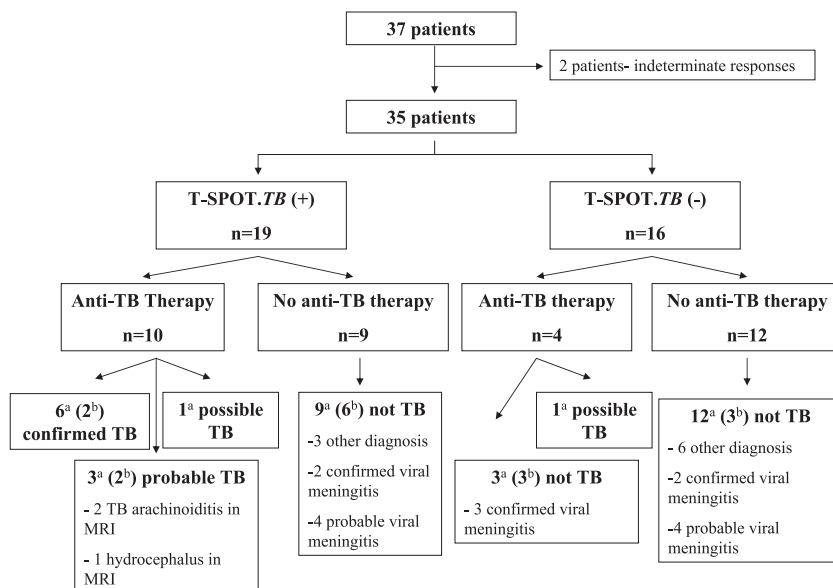 37 patients
2 patients- indeterminate responses
35 patients
T-SPOT.TB (+)
n=19
T-SPOT.TB (-)
n=16
Anti-TB Therapy
n=10
No anti-TB therapy
n=9
Anti-TB therapy
n=4
No anti-TB therapy
n=12
6ᵃ (2ᵇ)
confirmed TB
1ᵃ possible
TB
3ᵃ (2ᵇ) probable TB
- 2 TB arachinoiditis in
MRI
- 1 hydrocephalus in
MRI
9ᵃ (6ᵇ) not TB
-3 other diagnosis
-2 confirmed viral
meningitis
-4 probable viral
meningitis
1ᵃ possible
TB
3ᵃ (3ᵇ) not TB
- 3 confirmed viral
meningitis
12ᵃ (3ᵇ) not TB
- 6 other diagnosis
-2 confirmed viral
meningitis
-4 probable viral
meningitis